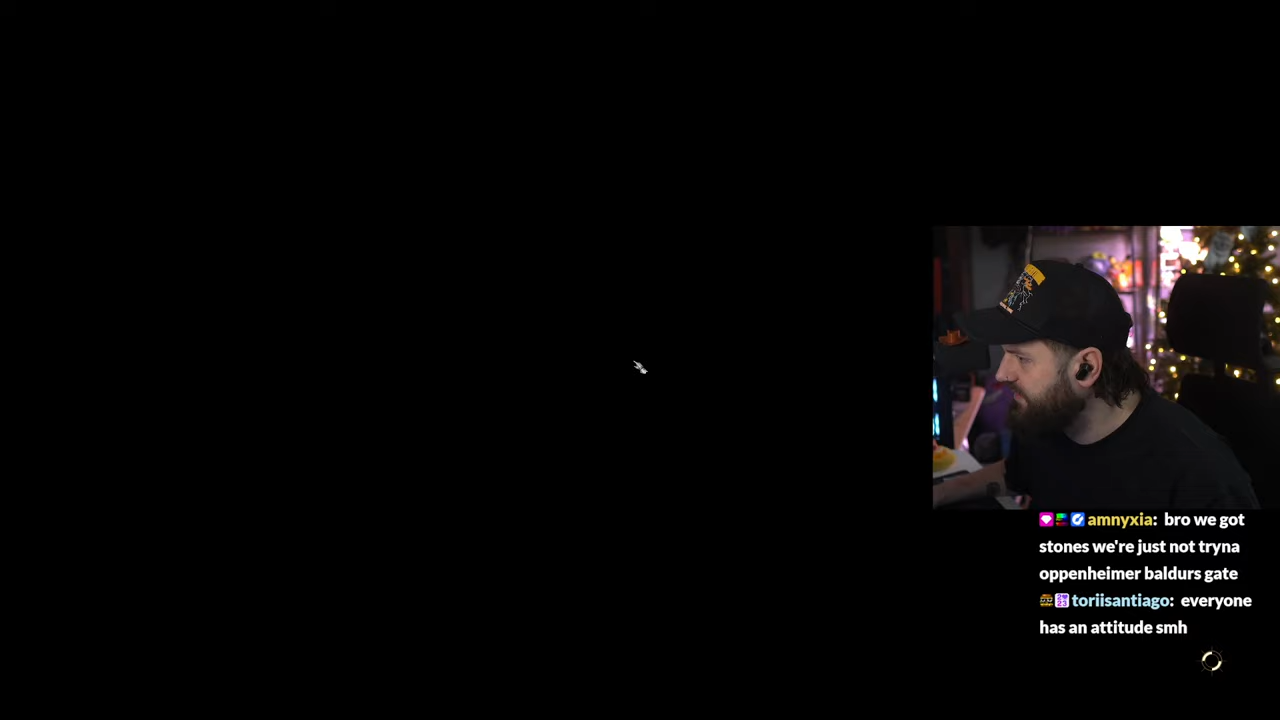 amnyxia: bro we got
stones we're just not tryna
oppenheimer baldurs gate
toriisantiago: everyone
has an attitude smh